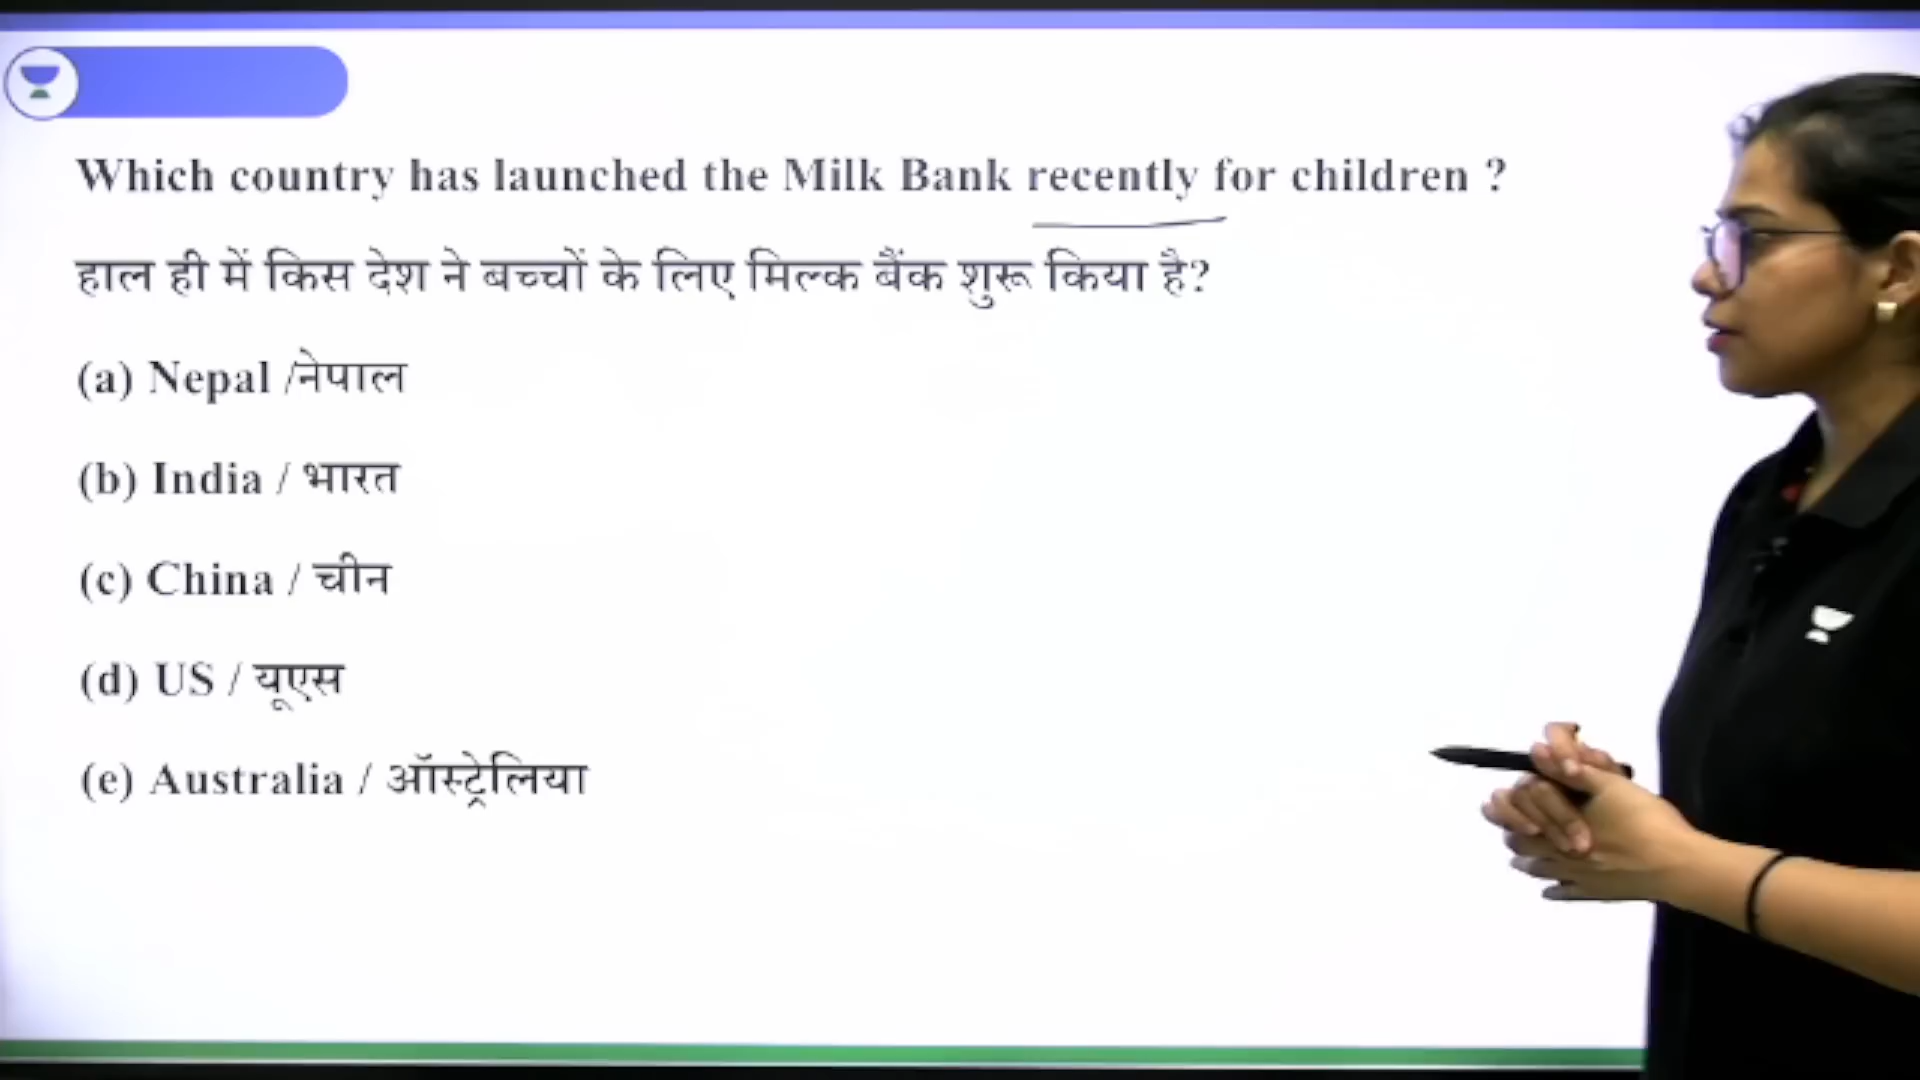 Which country has launched the Milk Bank recently for children ?
हाल ही में किस देश ने बच्चों के लिए मिल्क बैंक शुरू किया है?
(a) Nepal /नेपाल
(b) India / भारत
(c) China / चीन
(d) US / यूएस
(e) Australia / ऑस्ट्रेलिया